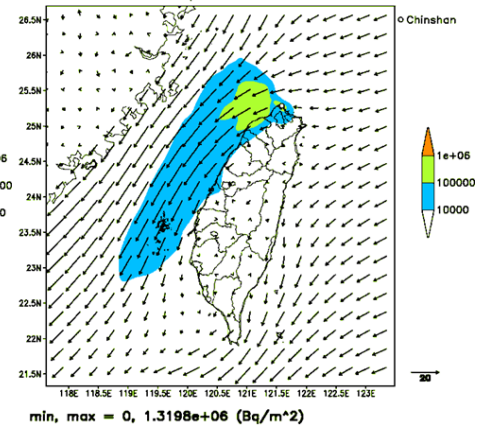 26.5N
Chinshan
26N
25.5N
25N
24.5N
24N
23.5N
23N
22.5N
22N
21.5N
1e+06
100000
10000
118E 118.5E 119E 119.5E 120E 120.5E 121E 121.5E 122E 122.5E 123E
20
min, max = 0, 1.3198e+06 (Bq/m^2)